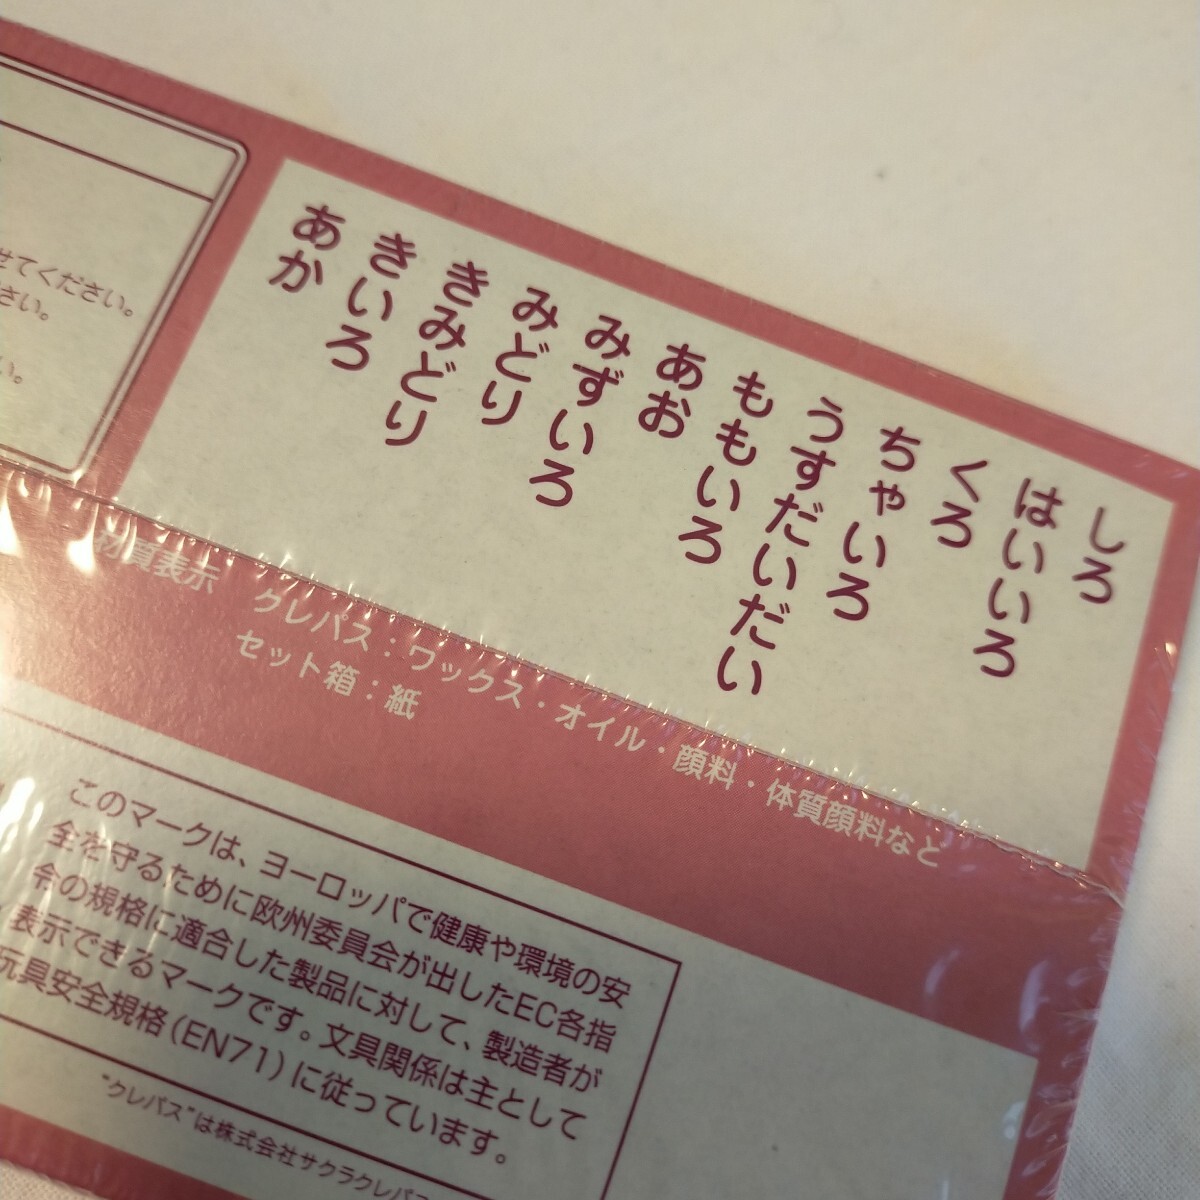 せてください。
さい。
い。
あか
きいろ
きみどり
みどり
みずいろ
あお
ももいろ
うすだいだい
ちゃいろ
くろ
はいいろ
しろ
材質表示 クレパス：ワックス・オイル・顔料・体質顔料など
セット箱：紙
このマークは、ヨーロッパで健康や環境の安
全を守るために欧州委員会が出したEC各指
令の規格に適合した製品に対して、製造者が
表示できるマークです。文具関係は主として
玩具安全規格(EN71)に従っています。
"クレパス"は株式会社サクラクレパス